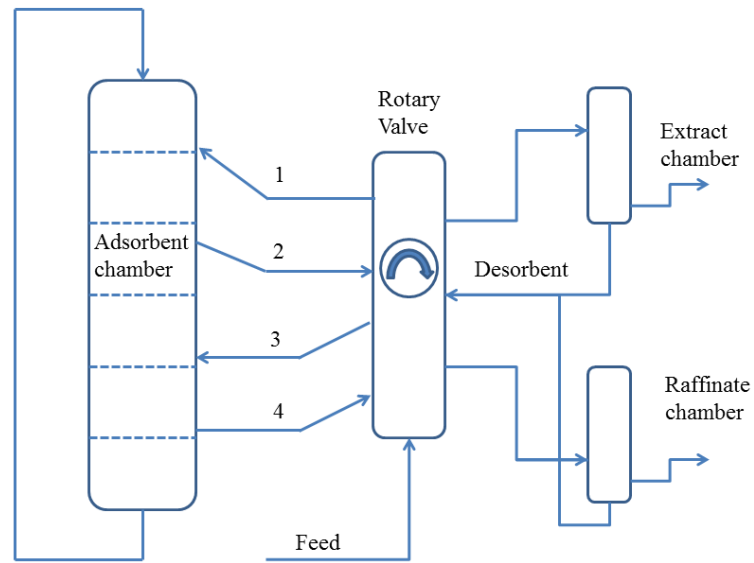 Rotary
Valve
Extract
chamber
1
Adsorbent
chamber
2
Desorbent
3
Raffinate
chamber
4
Feed